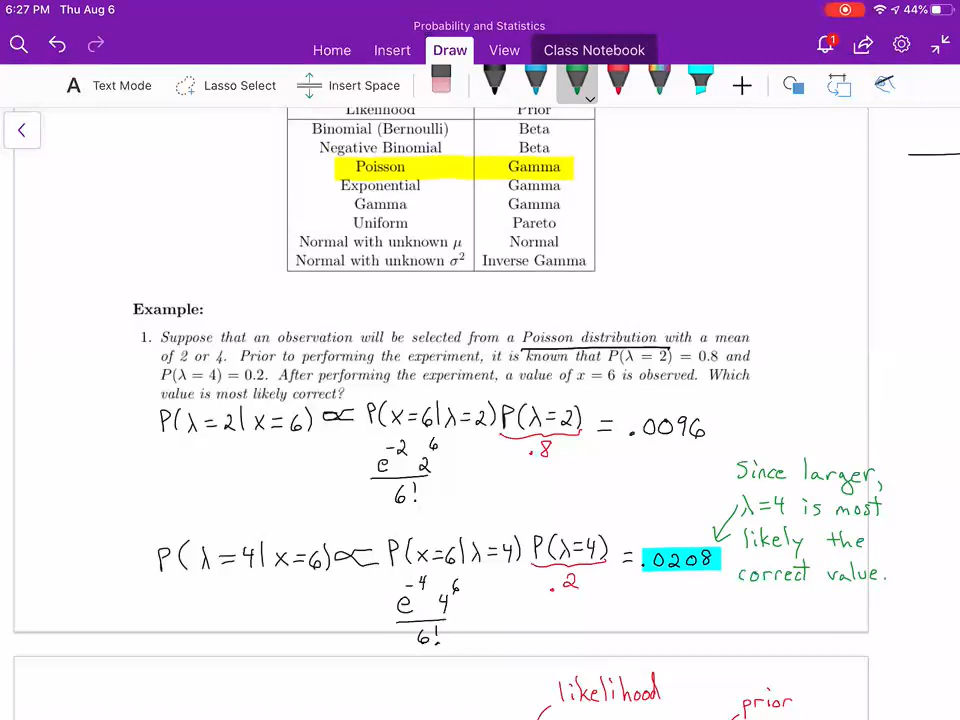 6:27 PM Thu Aug 6
44%
Probability and Statistics
Home Insert Draw View Class Notebook
1
A Text Mode Lasso Select Insert Space
Likelihood Prior
Binomial (Bernoulli) Beta
Negative Binomial Beta
Poisson Gamma
Exponential Gamma
Gamma Gamma
Uniform Pareto
Normal with unknown μ Normal
Normal with unknown σ² Inverse Gamma
Example:
1. Suppose that an observation will be selected from a Poisson distribution with a mean
of 2 or 4. Prior to performing the experiment, it is known that P(λ = 2) = 0.8 and
P(λ = 4) = 0.2. After performing the experiment, a value of x = 6 is observed. Which
value is most likely correct?
P(λ=2|x=6) ∝ P(x=6|λ=2)P(λ=2) = .0096
.8
e⁻² 2⁶
6!
Since larger,
λ=4 is most
likely the
correct value.
P(λ=4|x=6) ∝ P(x=6|λ=4) P(λ=4) = .0208
.2
e⁻⁴ 4⁶
6!
likelihood
prior